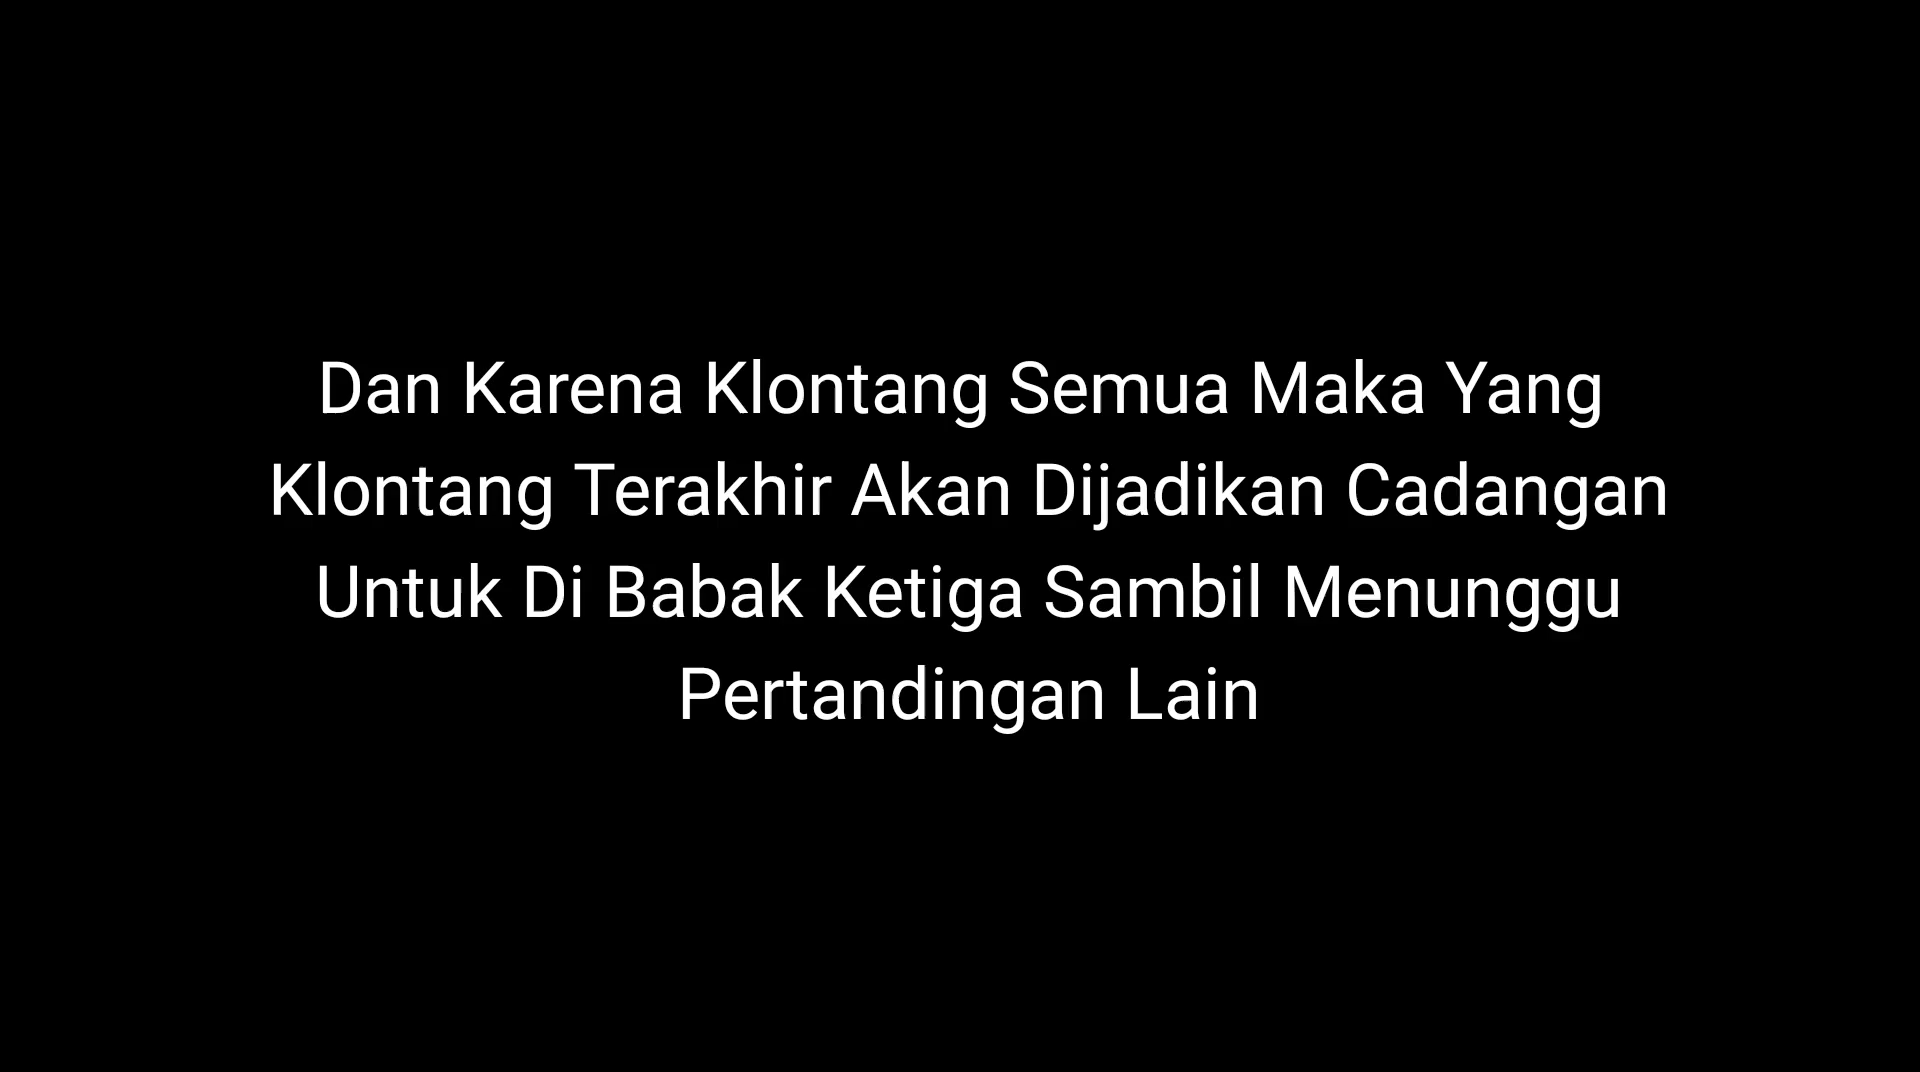 Dan Karena Klontang Semua Maka Yang
Klontang Terakhir Akan Dijadikan Cadangan
Untuk Di Babak Ketiga Sambil Menunggu
Pertandingan Lain